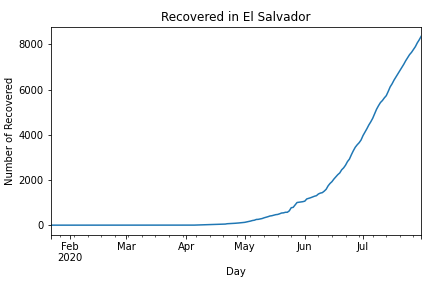 Recovered in El Salvador
Number of Recovered
8000
6000
4000
2000
0
Feb Mar Apr May Jun Jul
2020
Day